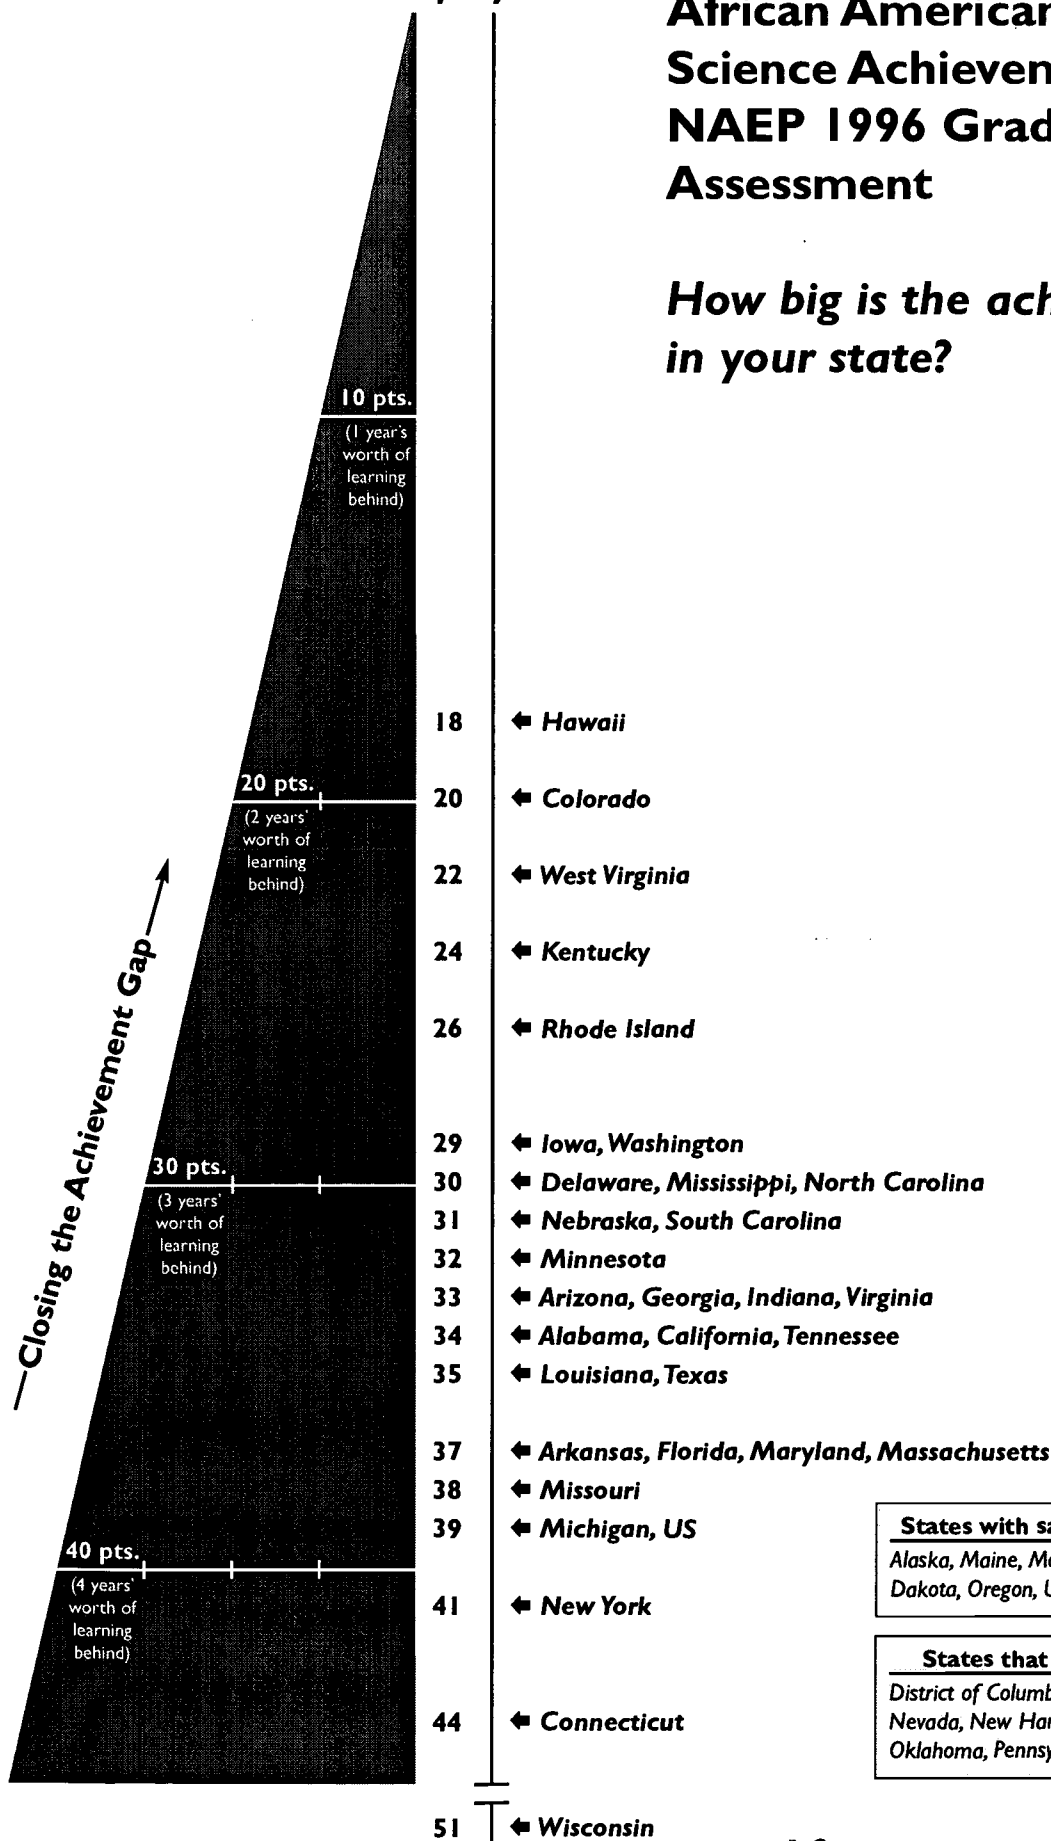 African American
Science
NAEP 1996
Assessment
How big is the
in your state?
10 pts.
(1 year's
worth of
learning
behind)
18 Hawaii
20 pts.
(2 years'
worth of
learning
behind)
20 Colorado
22 West Virginia
24 Kentucky
26 Rhode Island
Closing the Achievement Gap
29 Iowa, Washington
30 pts.
(3 years'
worth of
learning
behind)
30 Delaware, Mississippi, North Carolina
31 Nebraska, South Carolina
32 Minnesota
33 Arizona, Georgia, Indiana, Virginia
34 Alabama, California, Tennessee
35 Louisiana, Texas
37 Arkansas, Florida, Maryland, Massachusetts
38 Missouri
39 Michigan, US
40 pts.
(4 years'
worth of
learning
behind)
41 New York
44 Connecticut
51 Wisconsin
States with
Alaska, Maine,
Dakota, Oregon,
States that
District of
Nevada, New
Oklahoma,